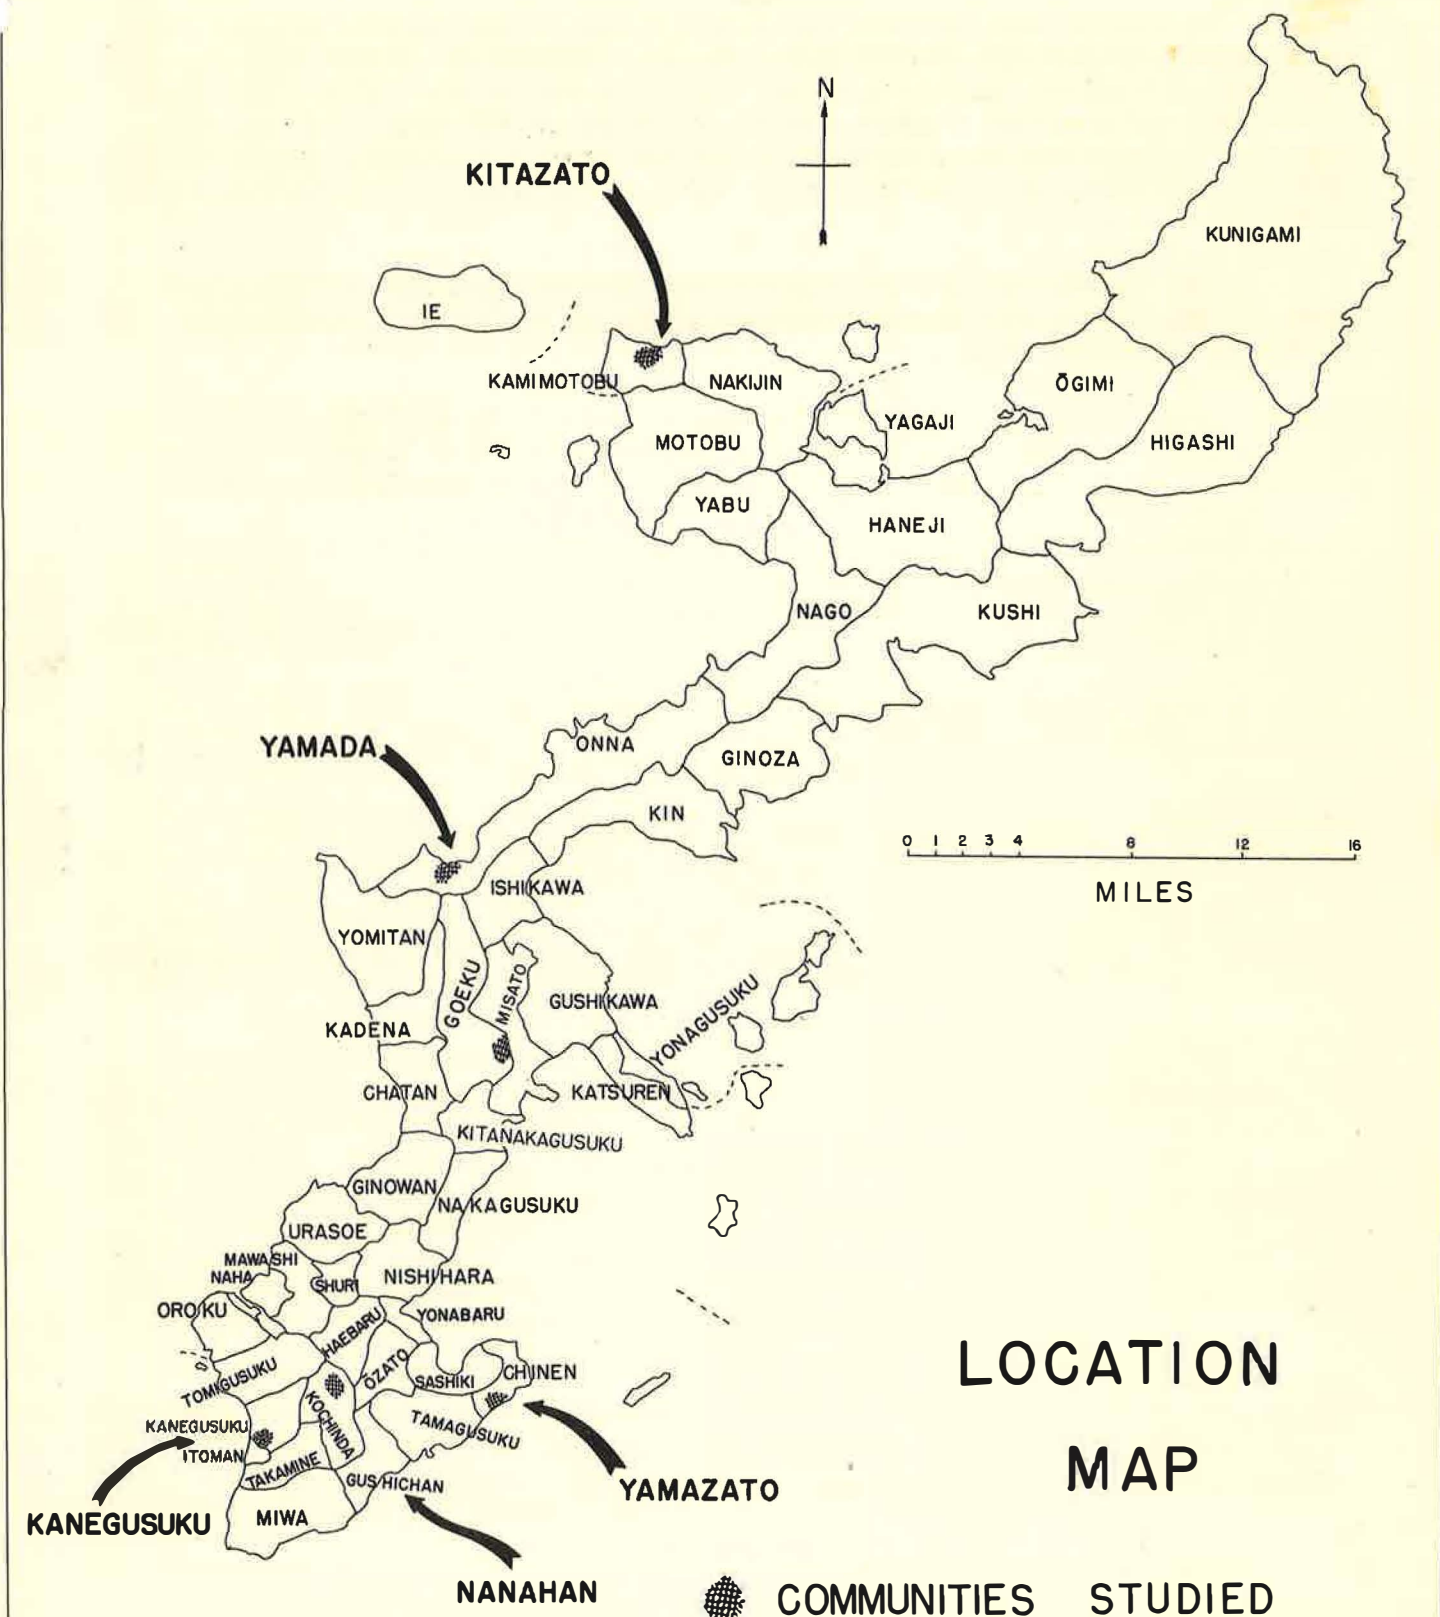 N
KITAZATO
KUNIGAMI
IE
KAMIMOTOBU
NAKIJIN
ŌGIMI
YAGAJI
MOTOBU
HIGASHI
YABU
HANEJI
NAGO
KUSHI
YAMADA
ONNA
GINOZA
KIN
0 1 2 3 4 8 12 16
MILES
ISHIKAWA
YOMITAN
GOEKU
MISATO
GUSHIKAWA
YONAGUSUKU
KADENA
CHATAN
KATSUREN
KITANAKAGUSUKU
GINOWAN
NAKAGUSUKU
URASOE
MAWASHI
NAHA
SHURI
NISHIHARA
OROKU
HAEBARU
YONABARU
TOMIGUSUKU
ŌZATO
SASHIKI
CHINEN
KOCHINDA
KANEGUSUKU
TAMAGUSUKU
ITOMAN
TAKAMINE
GUSHICHAN
MIWA
YAMAZATO
KANEGUSUKU
NANAHAN
LOCATION
MAP
COMMUNITIES STUDIED